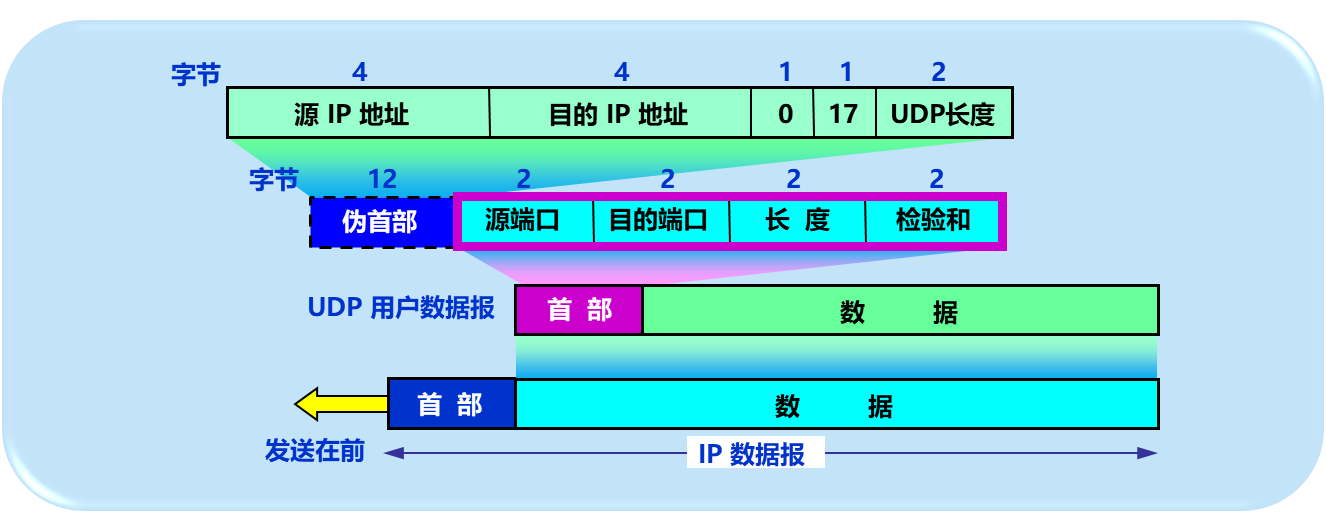 字节 4 4 1 1 2
源 IP 地址 目的 IP 地址 0 17 UDP长度
字节 12 2 2 2 2
伪首部 源端口 目的端口 长 度 检验和
UDP 用户数据报 首 部 数 据
首 部 数 据
发送在前 IP 数据报